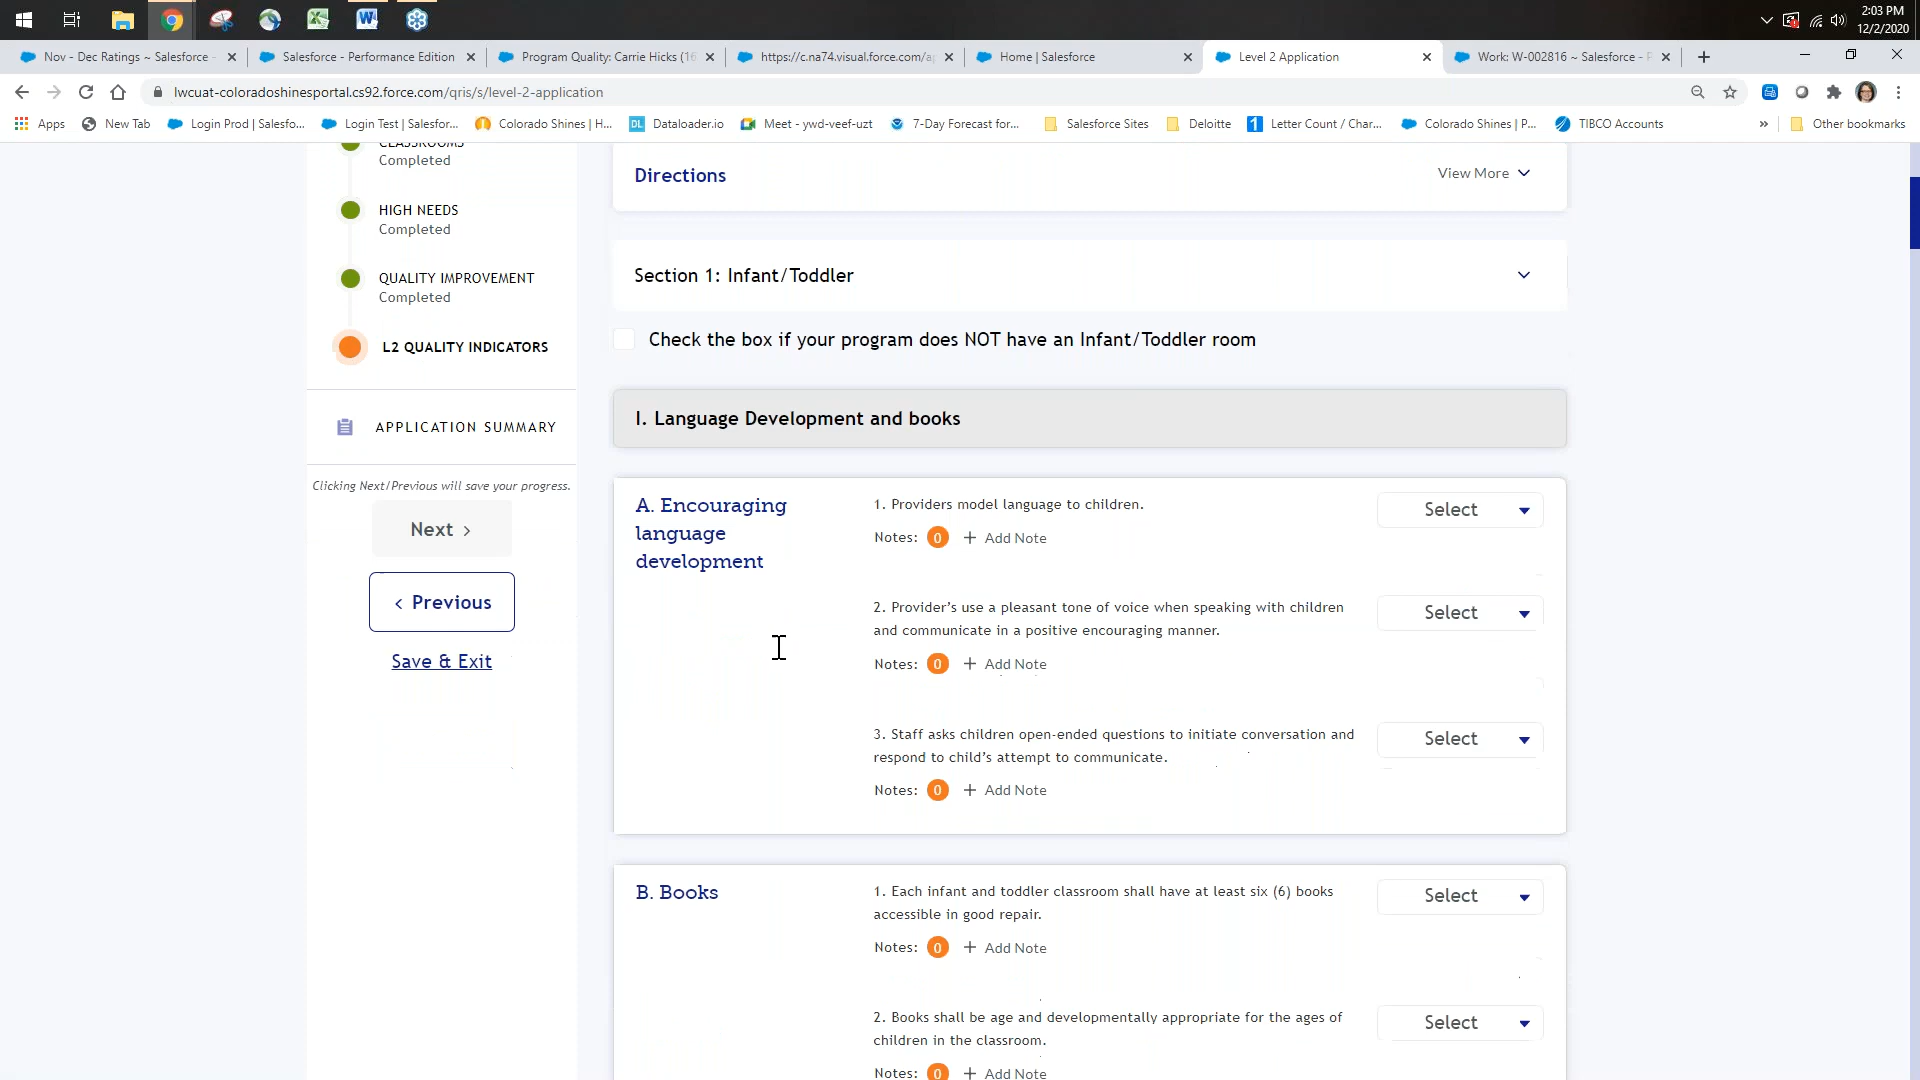 2:03 PM
12/2/2020
Nov - Dec Ratings ~ Salesforce -
Salesforce - Performance Edition
Program Quality: Carrie Hicks (16
https://c.na74.visual.force.com/a
Home | Salesforce
Level 2 Application
Work: W-002816 ~ Salesforce - P
lwcuat-coloradoshinesportal.cs92.force.com/qris/s/level-2-application
Apps
New Tab
Login Prod | Salesfo...
Login Test | Salesfor...
Colorado Shines | H...
DL Dataloader.io
Meet - ywd-veef-uzt
7-Day Forecast for...
Salesforce Sites
Deloitte
1 Letter Count / Char...
Colorado Shines | P...
TIBCO Accounts
»
Other bookmarks
CLASSROOMS
Completed
HIGH NEEDS
Completed
QUALITY IMPROVEMENT
Completed
L2 QUALITY INDICATORS
APPLICATION SUMMARY
Clicking Next/Previous will save your progress.
Next >
< Previous
Save & Exit
Directions
View More
Section 1: Infant/Toddler
Check the box if your program does NOT have an Infant/Toddler room
I. Language Development and books
A. Encouraging
language
development
1. Providers model language to children.
Select
Notes: 0 + Add Note
2. Provider’s use a pleasant tone of voice when speaking with children
and communicate in a positive encouraging manner.
Select
Notes: 0 + Add Note
3. Staff asks children open-ended questions to initiate conversation and
respond to child’s attempt to communicate.
Select
Notes: 0 + Add Note
B. Books
1. Each infant and toddler classroom shall have at least six (6) books
accessible in good repair.
Select
Notes: 0 + Add Note
2. Books shall be age and developmentally appropriate for the ages of
children in the classroom.
Select
Notes: 0 + Add Note